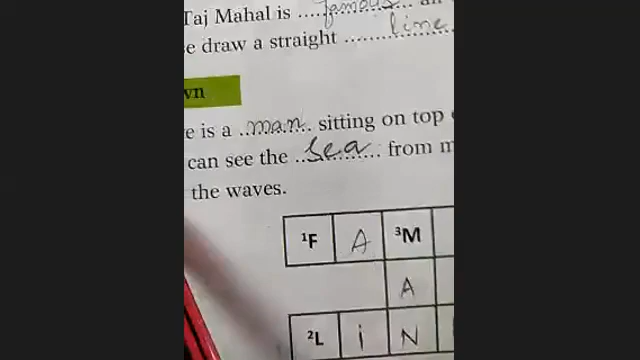 Taj Mahal is ....famous....
e draw a straight ....line....
wn
e is a ..man.. sitting on top
can see the ..sea.. from m
the waves.
1F A 3M
A
2L i N